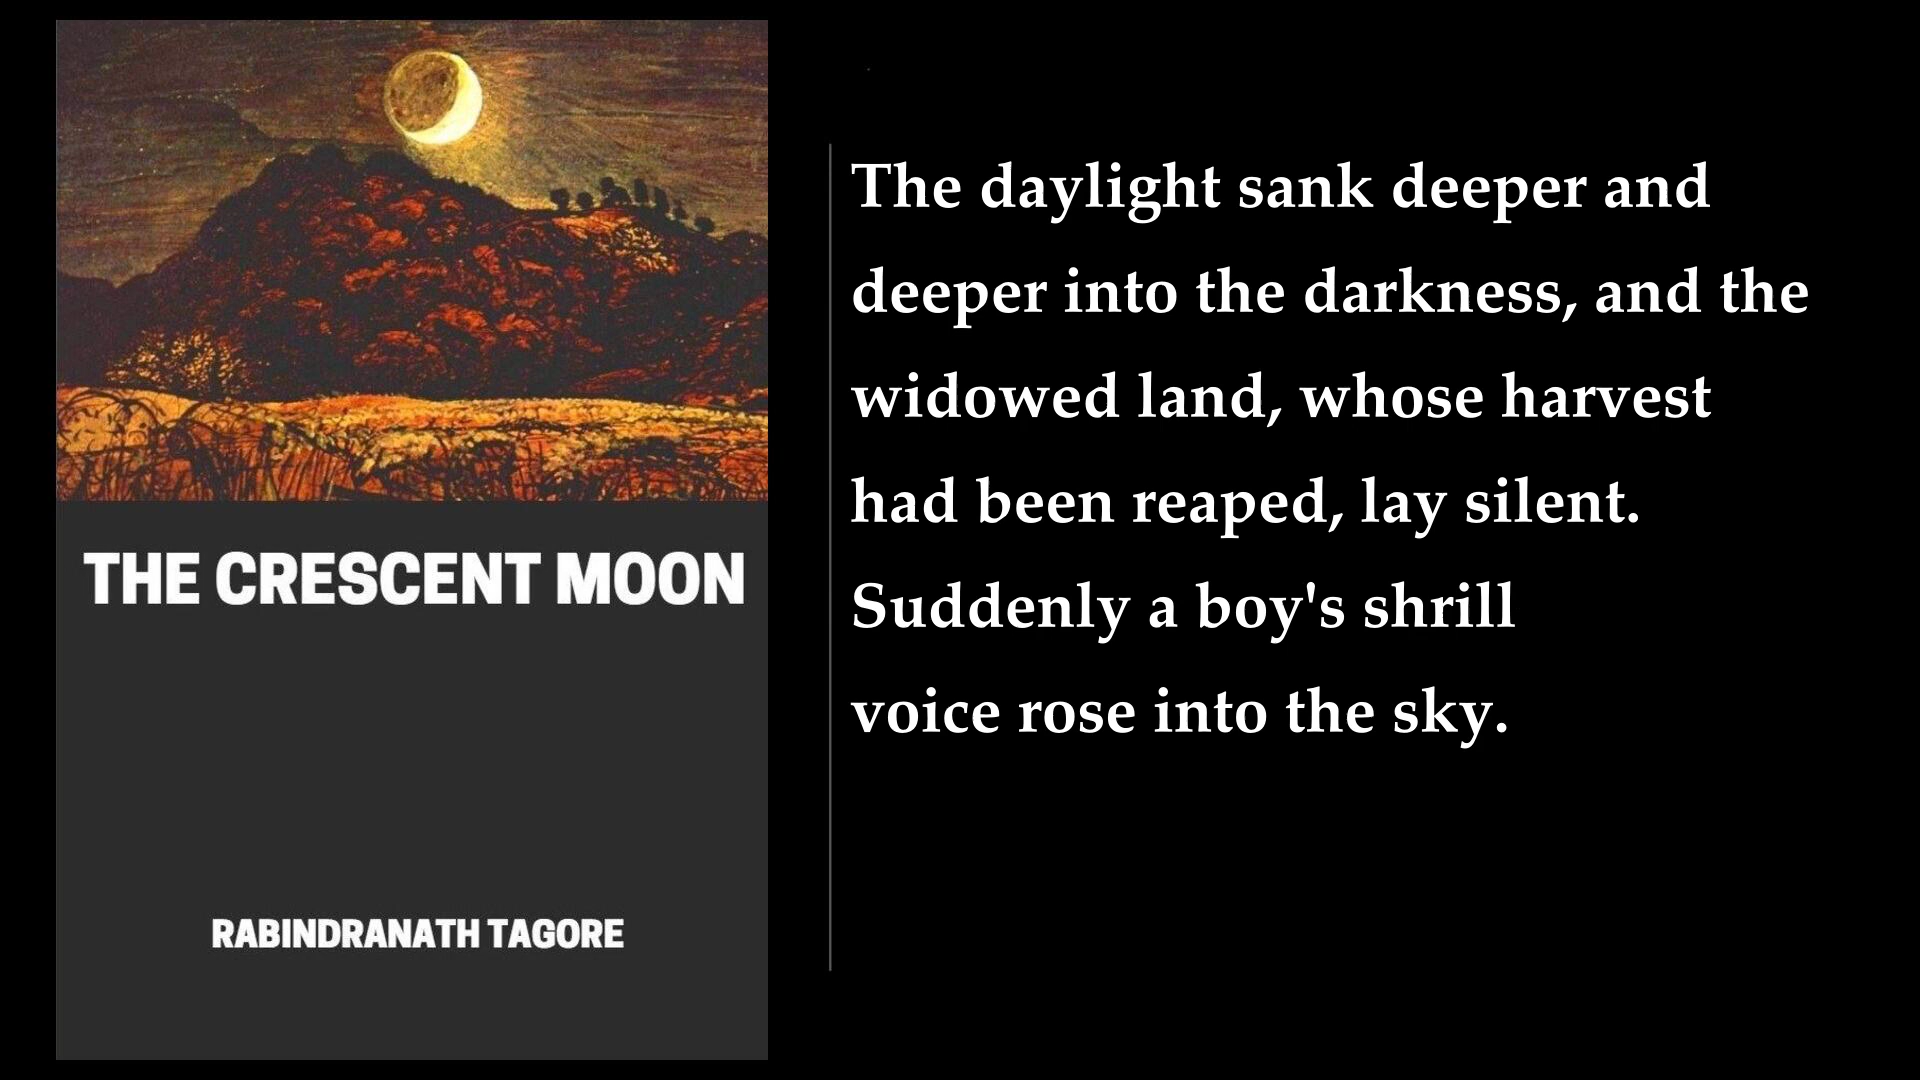 THE CRESCENT MOON
RABINDRANATH TAGORE
The daylight sank deeper and
deeper into the darkness, and the
widowed land, whose harvest
had been reaped, lay silent.
Suddenly a boy's shrill
voice rose into the sky.